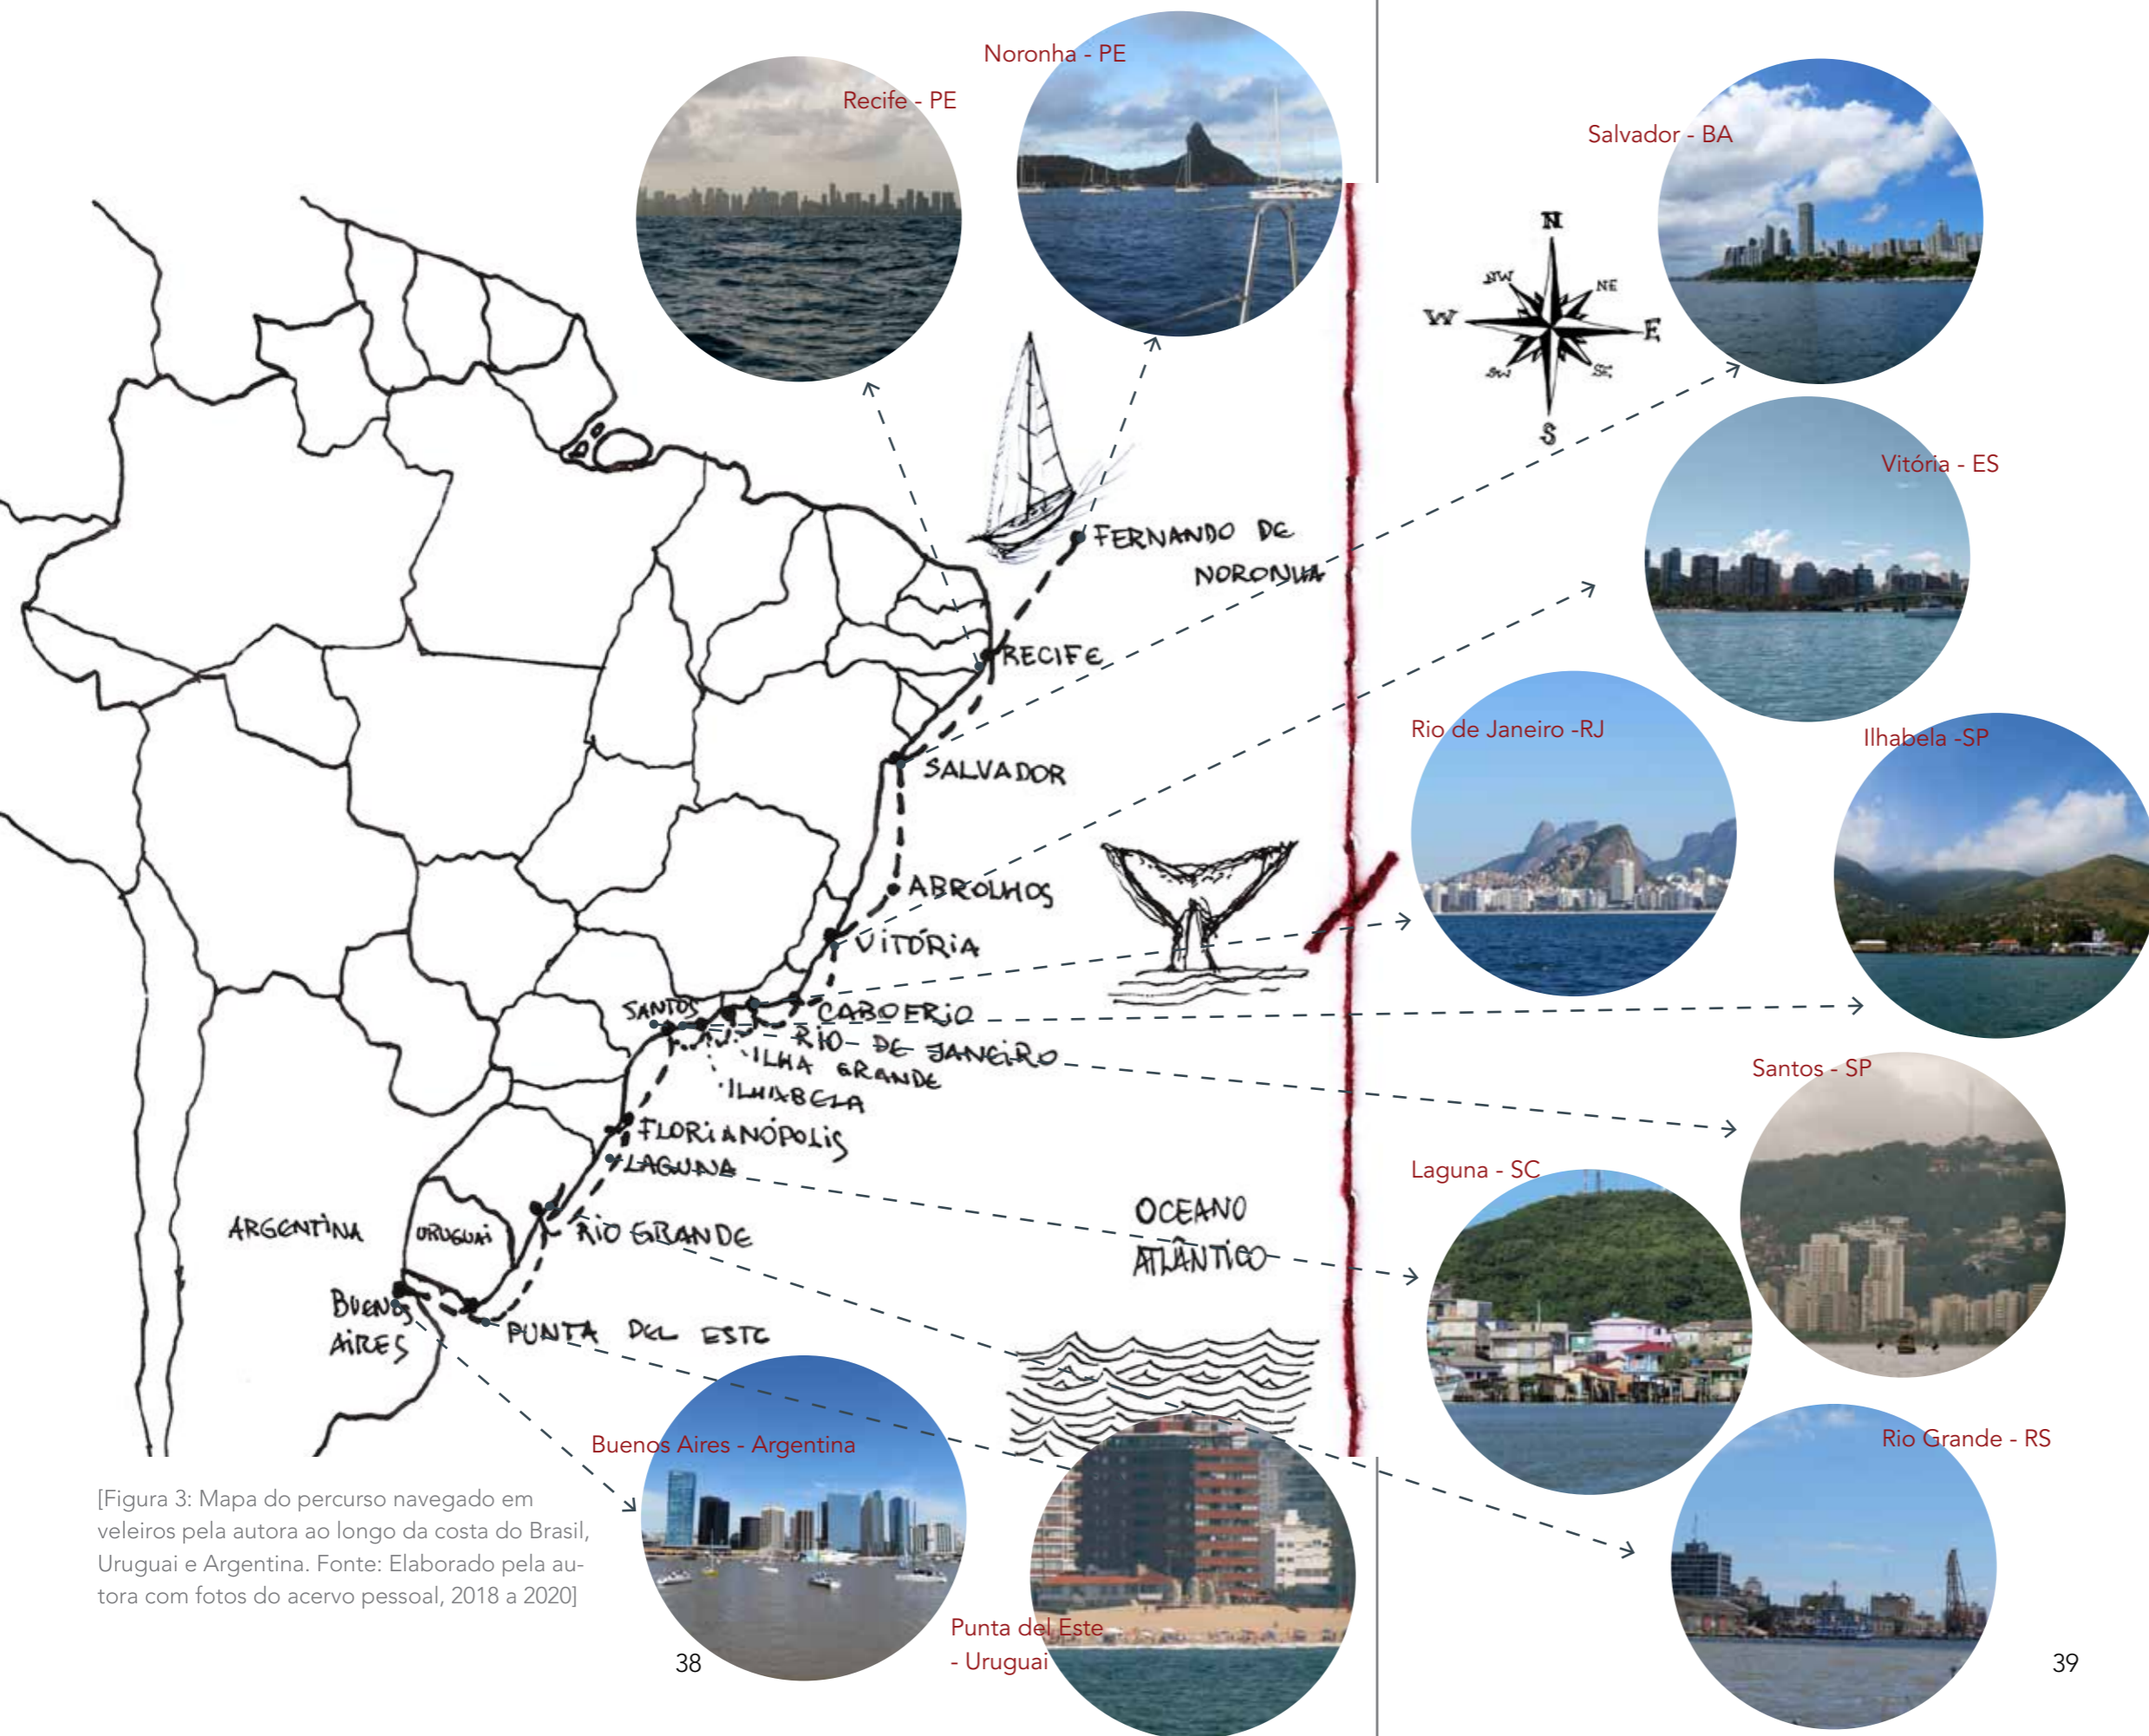 Noronha - PE
Recife - PE
Salvador - BA
N
NW
NE
W
E
SW
SE
S
Vitória - ES
FERNANDO DE
NORONHA
RECIFE
Rio de Janeiro -RJ
Ilhabela -SP
SALVADOR
ABROLHOS
VITÓRIA
SANTOS
CABO FRIO
RIO DE JANEIRO
ILHA GRANDE
ILHABELA
Santos - SP
FLORIANÓPOLIS
LAGUNA
Laguna - SC
OCEANO
ATLÂNTICO
ARGENTINA
URUGUAI
RIO GRANDE
BUENOS
AIRES
PUNTA DEL ESTE
Buenos Aires - Argentina
Rio Grande - RS
[Figura 3: Mapa do percurso navegado em
veleiros pela autora ao longo da costa do Brasil,
Uruguai e Argentina. Fonte: Elaborado pela au-
tora com fotos do acervo pessoal, 2018 a 2020]
Punta del Este
- Uruguai
38
39